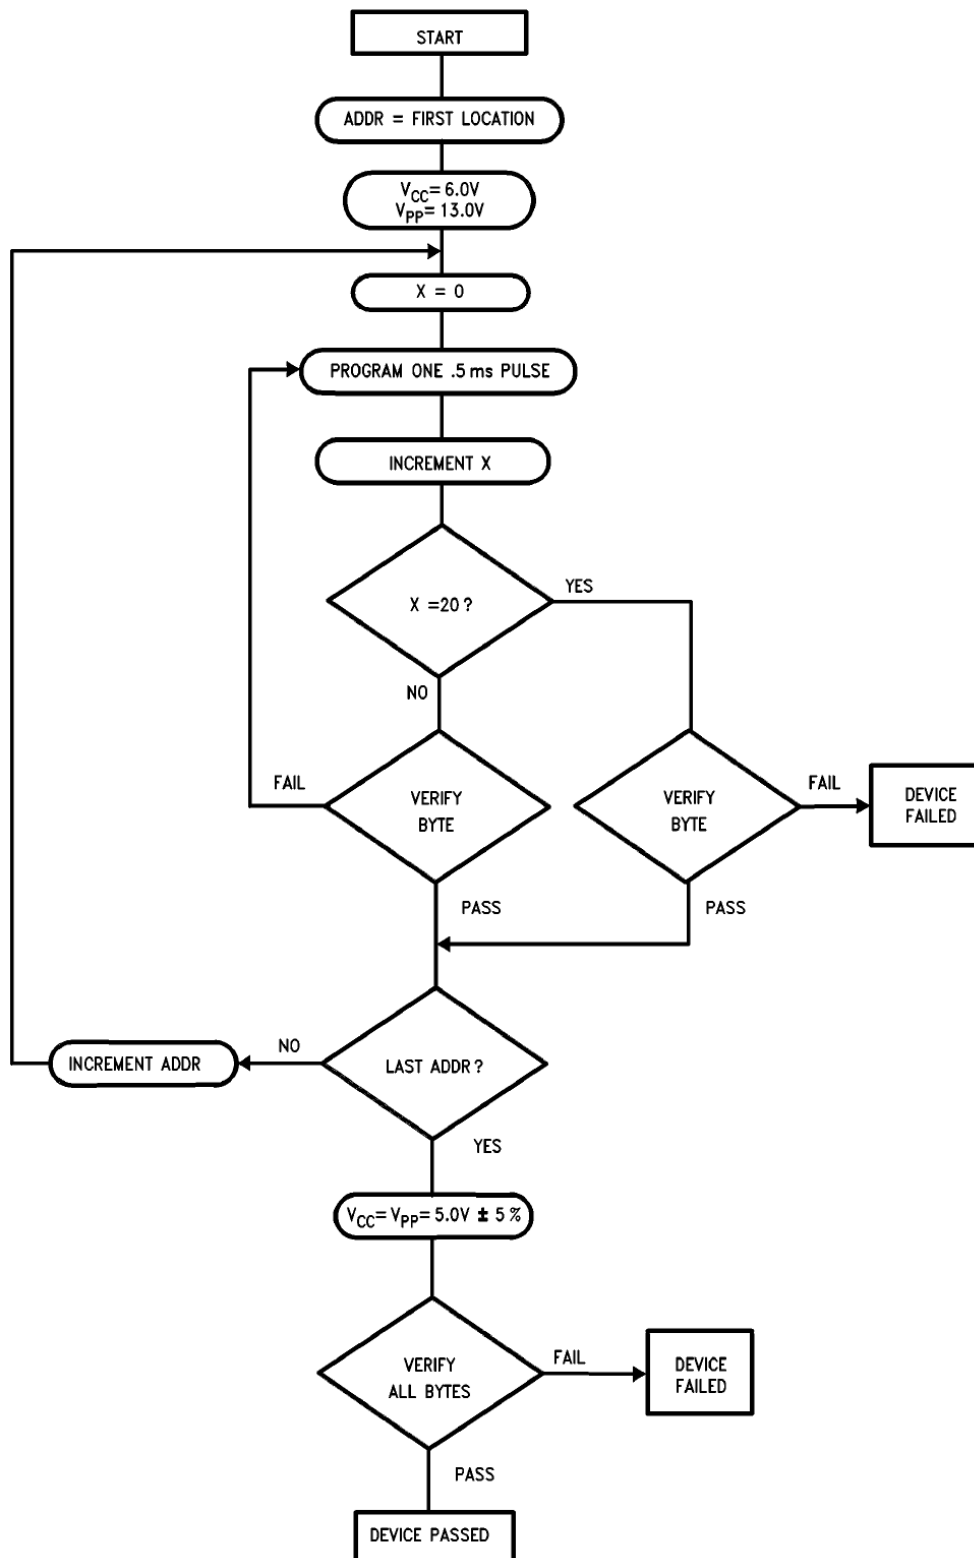 START
ADDR = FIRST LOCATION
VCC= 6.0V
VPP= 13.0V
X = 0
PROGRAM ONE .5 ms PULSE
INCREMENT X
X =20 ?
YES
NO
FAIL
VERIFY
BYTE
VERIFY
BYTE
FAIL
DEVICE
FAILED
PASS
PASS
INCREMENT ADDR
NO
LAST ADDR ?
YES
VCC= VPP= 5.0V ± 5 %
VERIFY
ALL BYTES
FAIL
DEVICE
FAILED
PASS
DEVICE PASSED